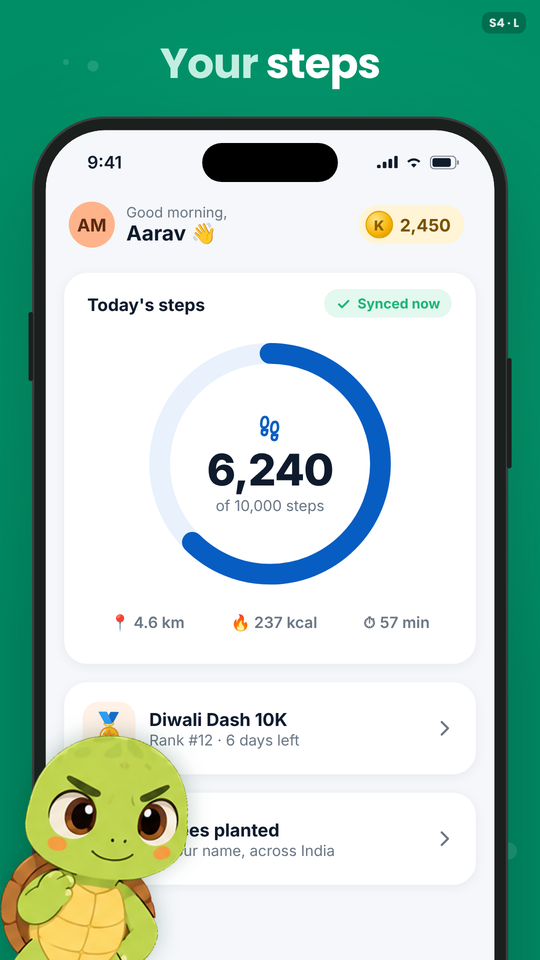 S4 · L
Your steps
9:41
AM
Good morning,
Aarav 👋
K 2,450
Today's steps
✓ Synced now
6,240
of 10,000 steps
📍 4.6 km
🔥 237 kcal
⏱ 57 min
Diwali Dash 10K
Rank #12 · 6 days left
planted
name, across India